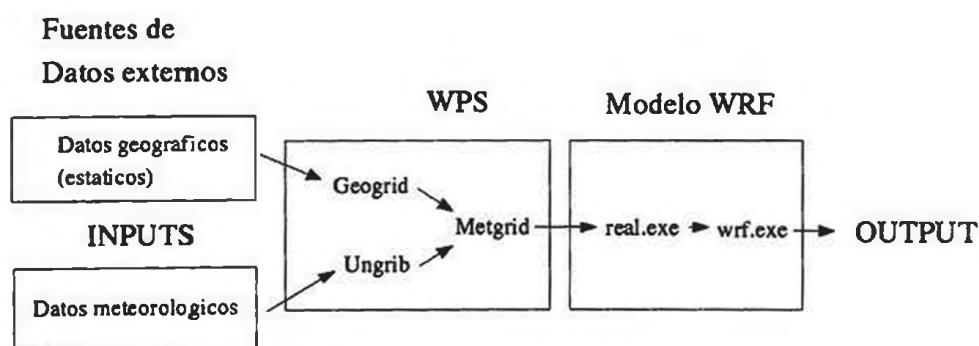 Fuentes de
Datos externos
WPS
Modelo WRF
Datos geograficos
(estaticos)
Geogrid
Metgrid
real.exe
wrf.exe
OUTPUT
INPUTS
Ungrib
Datos meteorologicos